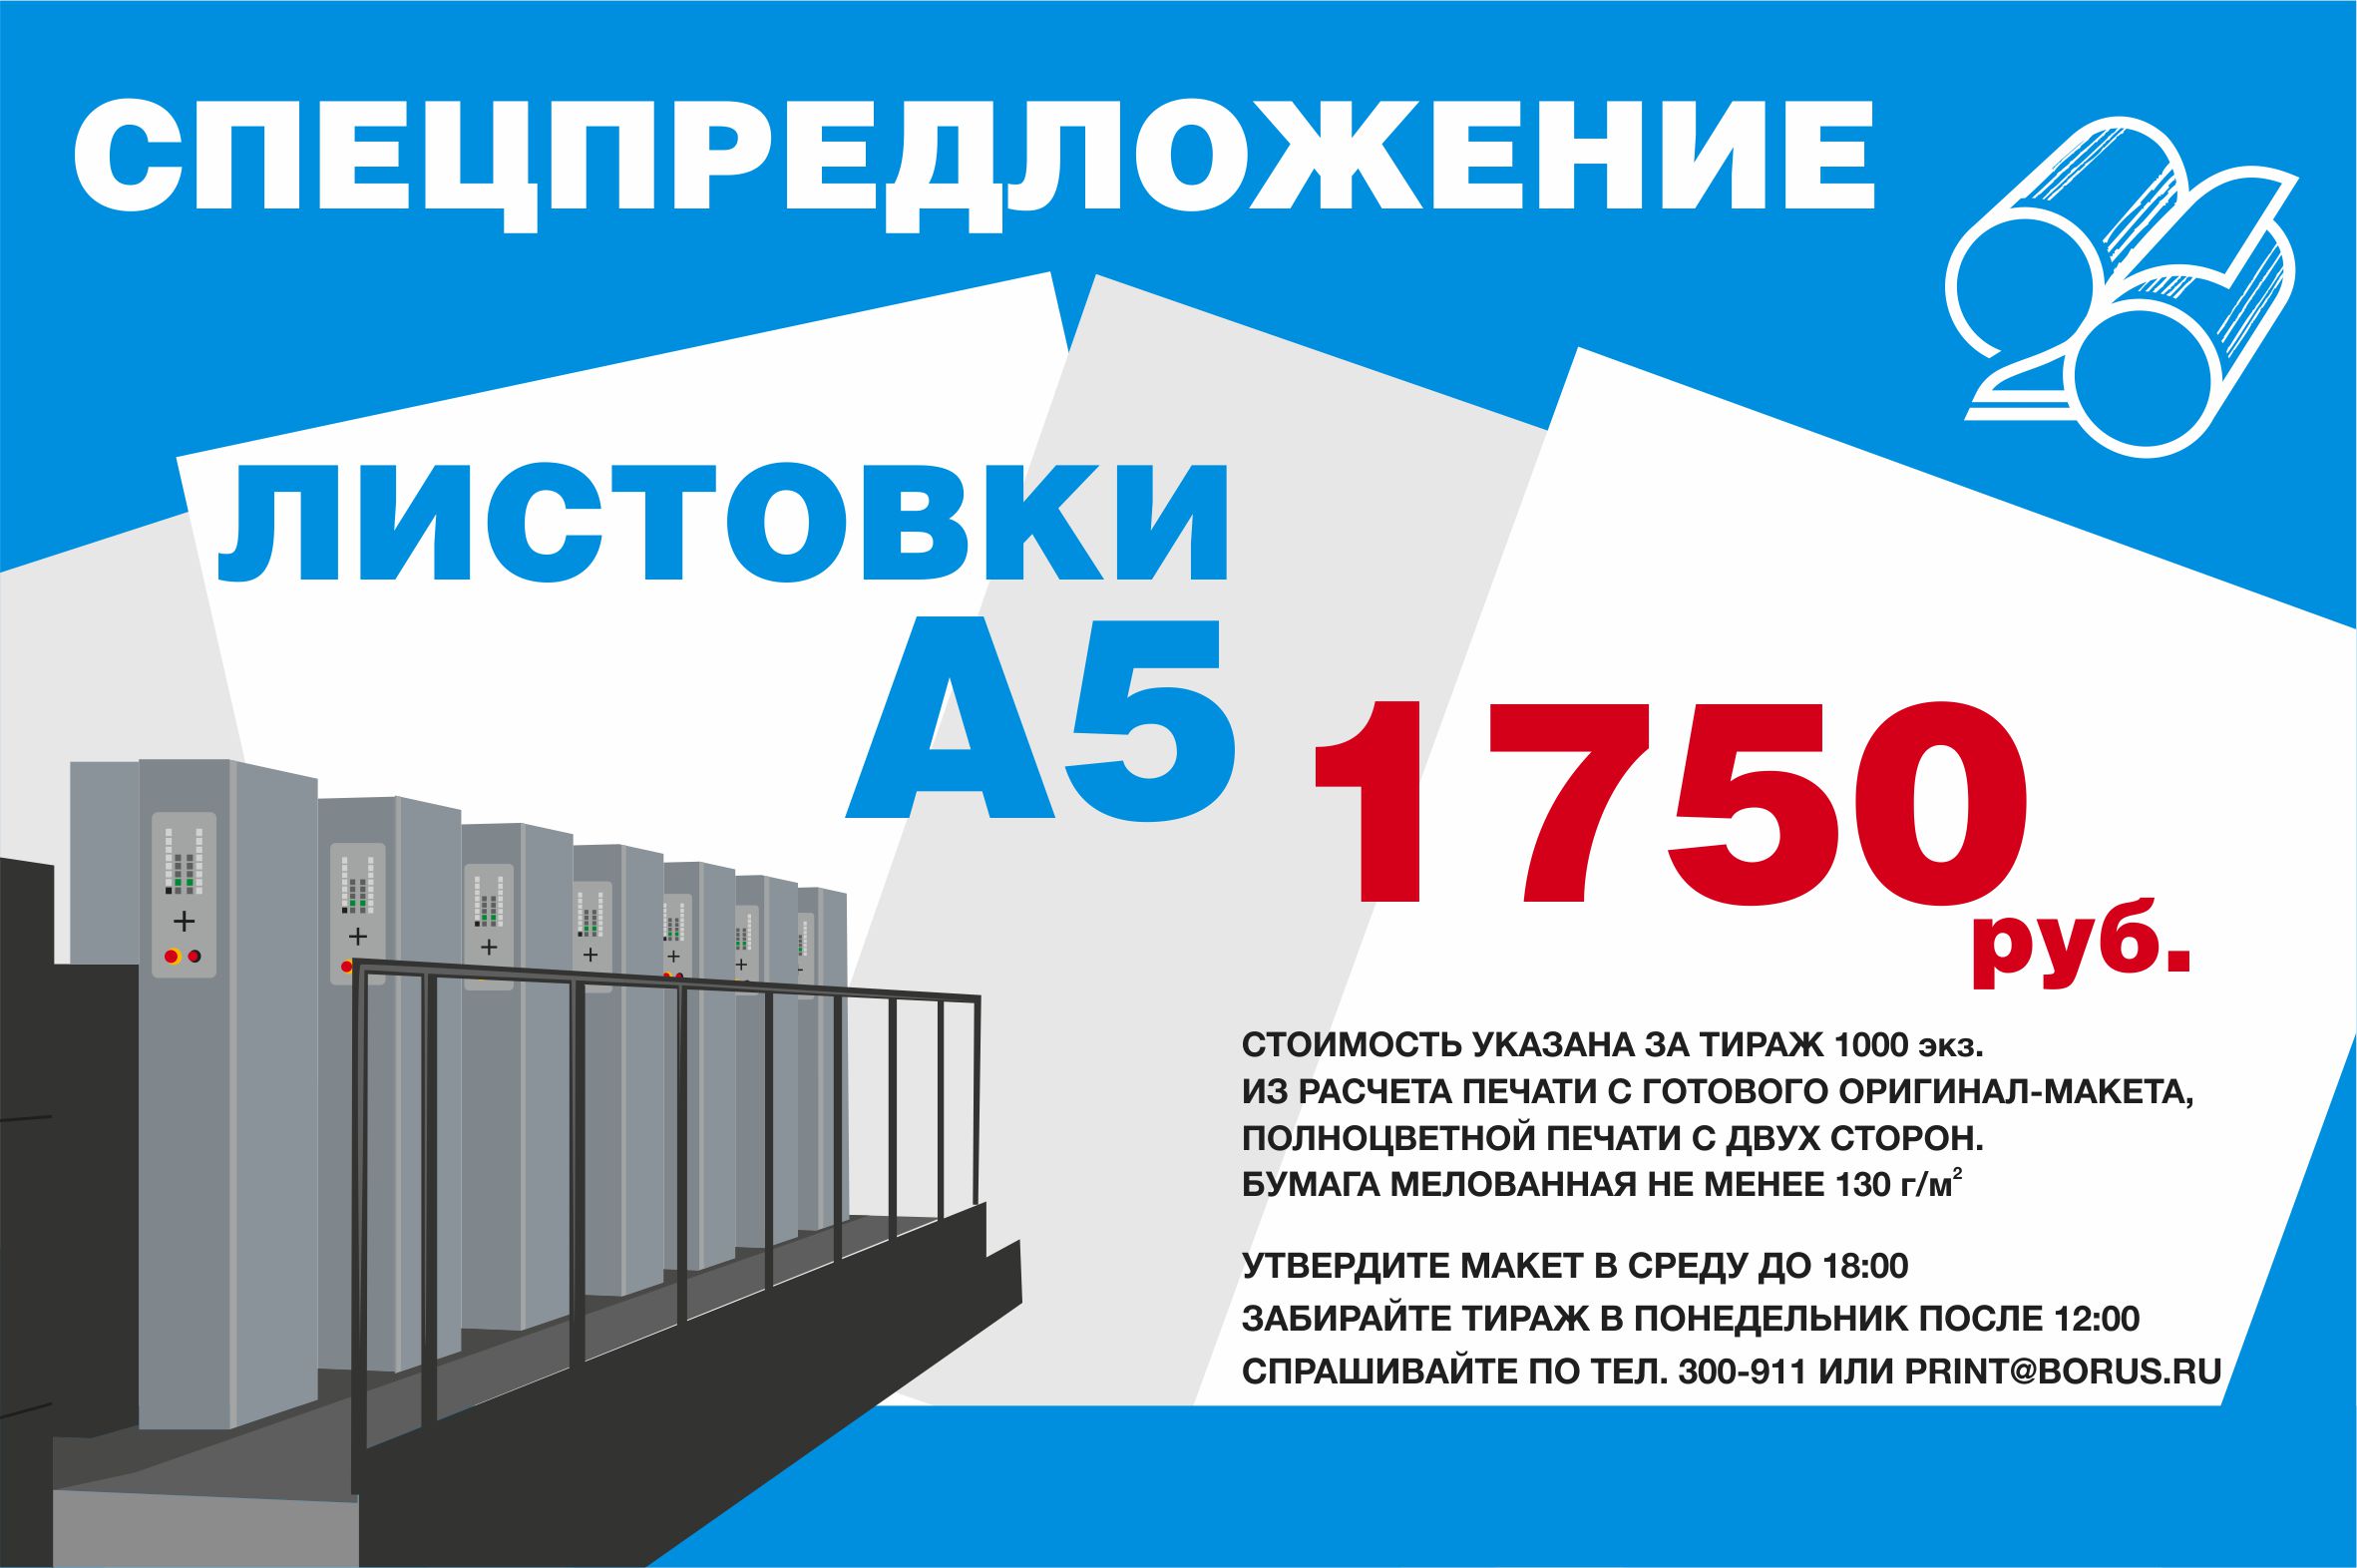 СПЕЦПРЕДЛОЖЕНИЕ
ЛИСТОВКИ
А5
1750
руб.
СТОИМОСТЬ УКАЗАНА ЗА ТИРАЖ 1000 экз.
ИЗ РАСЧЕТА ПЕЧАТИ С ГОТОВОГО ОРИГИНАЛ-МАКЕТА,
ПОЛНОЦВЕТНОЙ ПЕЧАТИ С ДВУХ СТОРОН.
БУМАГА МЕЛОВАННАЯ НЕ МЕНЕЕ 130 г/м²
УТВЕРДИТЕ МАКЕТ В СРЕДУ ДО 18:00
ЗАБИРАЙТЕ ТИРАЖ В ПОНЕДЕЛЬНИК ПОСЛЕ 12:00
СПРАШИВАЙТЕ ПО ТЕЛ. 300-911 ИЛИ PRINT@BORUS.RU